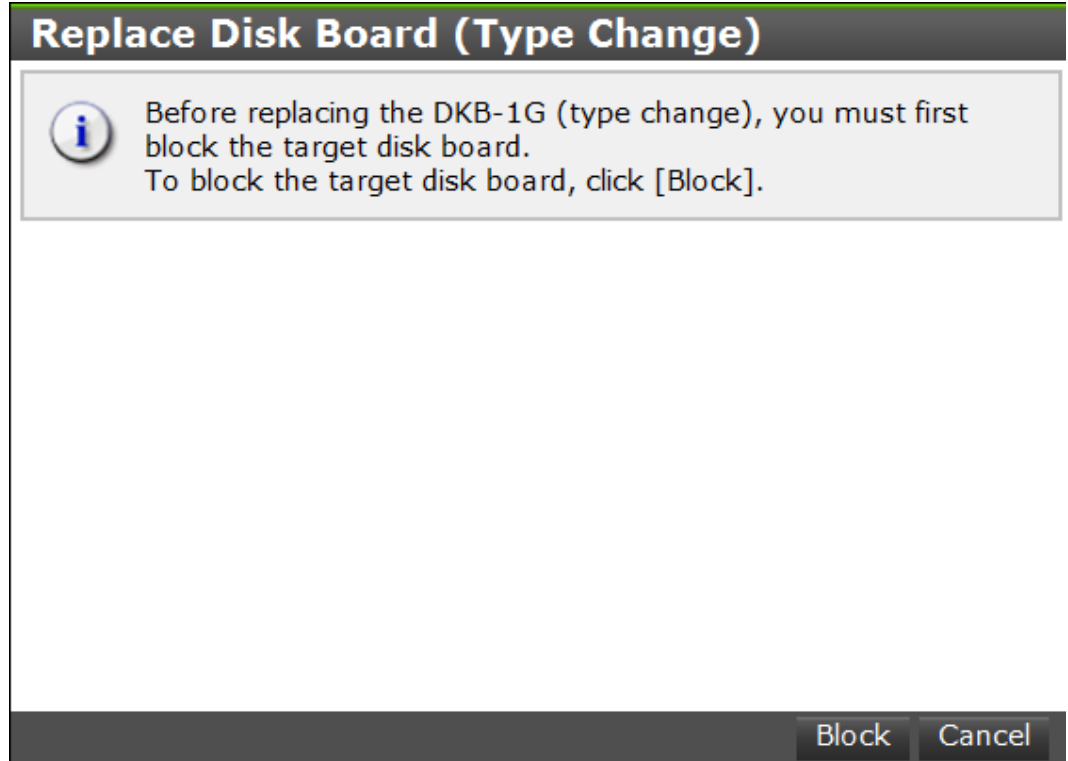 Replace Disk Board (Type Change)
i
Before replacing the DKB-1G (type change), you must first
block the target disk board.
To block the target disk board, click [Block].
Block Cancel